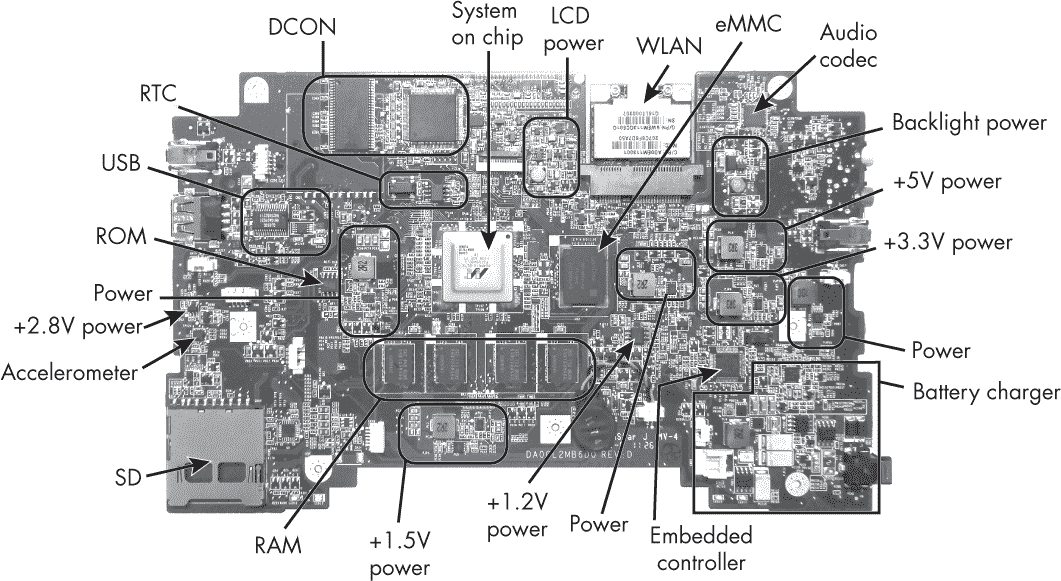 DCON
System
on chip
LCD
power
WLAN
eMMC
Audio
codec
RTC
Backlight power
USB
+5V power
ROM
+3.3V power
Power
+2.8V power
Accelerometer
Power
Battery charger
SD
RAM
+1.5V
power
+1.2V
power
Power
Embedded
controller